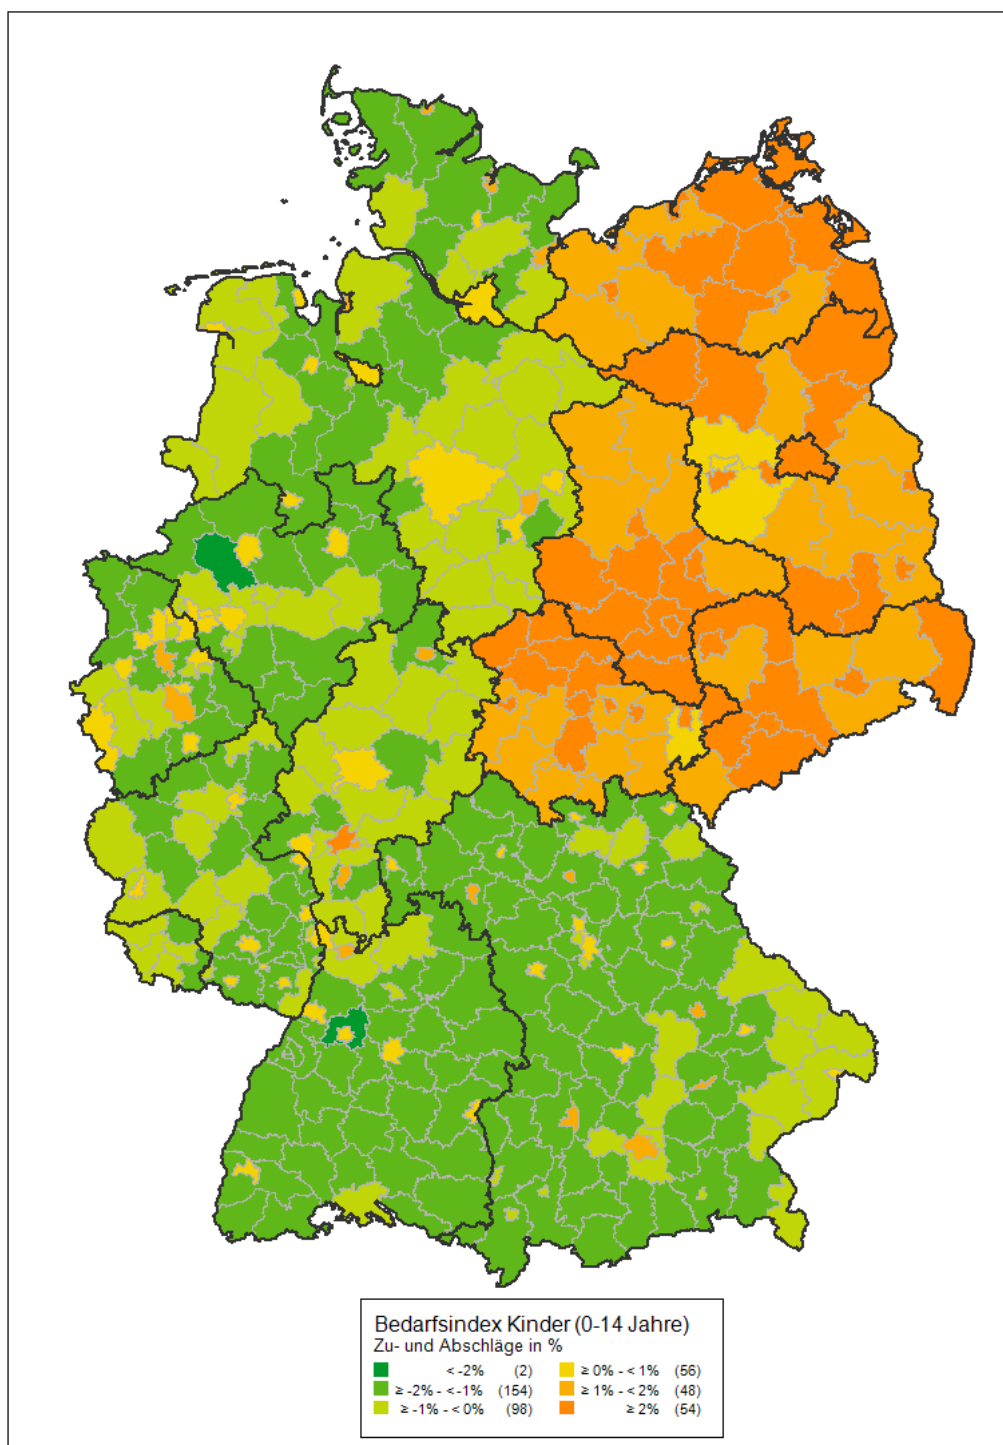 Bedarfsindex Kinder (0-14 Jahre)
Zu- und Abschläge in %
< -2% (2) ≥ 0% - < 1% (56)
≥ -2% - < -1% (154) ≥ 1% - < 2% (48)
≥ -1% - < 0% (98) ≥ 2% (54)